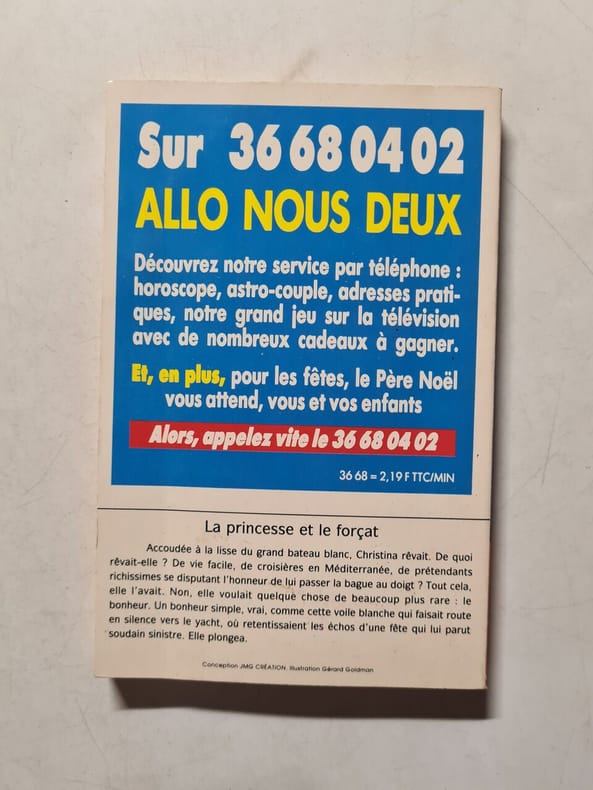 Sur 36 68 04 02
ALLO NOUS DEUX
Découvrez notre service par téléphone :
horoscope, astro-couple, adresses prati-
ques, notre grand jeu sur la télévision
avec de nombreux cadeaux à gagner.
Et, en plus, pour les fêtes, le Père Noël
vous attend, vous et vos enfants
Alors, appelez vite le 36 68 04 02
36 68 = 2,19 F TTC/MIN
La princesse et le forçat
Accoudée à la lisse du grand bateau blanc, Christina rêvait. De quoi
rêvait-elle ? De vie facile, de croisières en Méditerranée, de prétendants
richissimes se disputant l'honneur de lui passer la bague au doigt ? Tout cela,
elle l'avait. Non, elle voulait quelque chose de beaucoup plus rare : le
bonheur. Un bonheur simple, vrai, comme cette voile blanche qui faisait route
en silence vers le yacht, où retentissaient les échos d'une fête qui lui parut
soudain sinistre. Elle plongea.
Conception JMG CRÉATION. Illustration Gérard Goldman